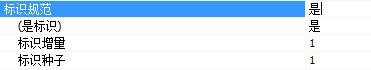 标识规范 是
(是标识) 是
标识增量 1
标识种子 1